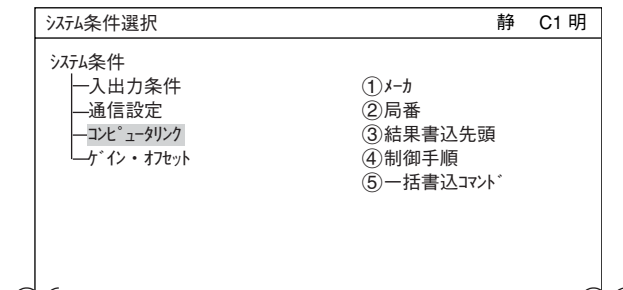 ｼｽﾃﾑ条件選択 静 C1 明
ｼｽﾃﾑ条件
入出力条件 ①ﾒｰｶ
通信設定 ②局番
ｺﾝﾋﾟｭｰﾀﾘﾝｸ ③結果書込先頭
ｹﾞｲﾝ・ｵﾌｾｯﾄ ④制御手順
⑤一括書込ｺﾏﾝﾄﾞ